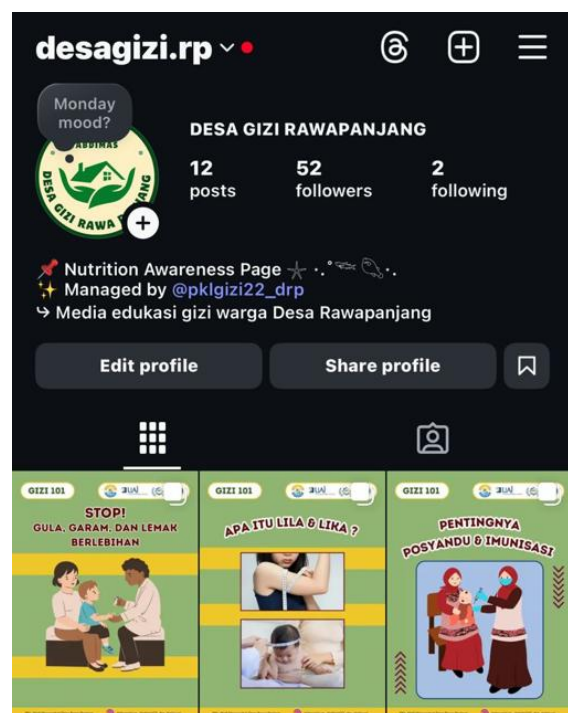 desagizi.rp
Monday
mood?
DESA GIZI RAWAPANJANG
12 52 2
posts followers following
DESA GIZI RAWA PANJANG
📌 Nutrition Awareness Page
✨ Managed by @pklgizi22_drp
↪ Media edukasi gizi warga Desa Rawapanjang
Edit profile Share profile
GIZI 101
STOP!
GULA, GARAM, DAN LEMAK
BERLEBIHAN
GIZI 101
APA ITU LILA & LIKA ?
GIZI 101
PENTINGNYA
POSYANDU & IMUNISASI